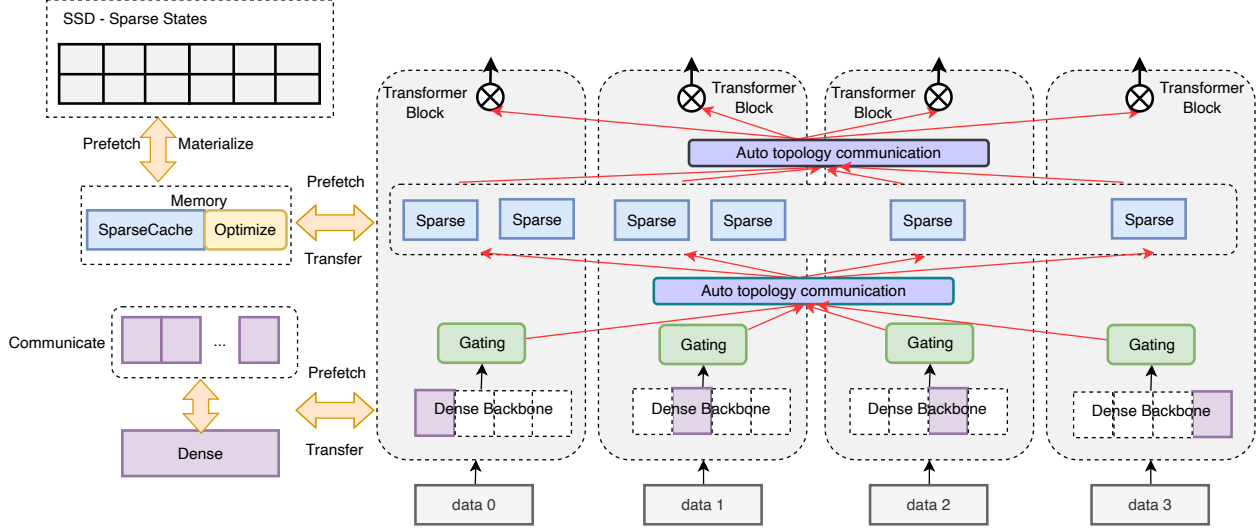 SSD - Sparse States
Prefetch
Materialize
Memory
SparseCache
Optimize
Prefetch
Transfer
Communicate
...
Dense
Prefetch
Transfer
Transformer
Block
Transformer
Block
Transformer
Block
Transformer
Block
Auto topology communication
Sparse
Sparse
Sparse
Sparse
Sparse
Sparse
Auto topology communication
Gating
Gating
Gating
Gating
Dense Backbone
Dense Backbone
Dense Backbone
Dense Backbone
data 0
data 1
data 2
data 3